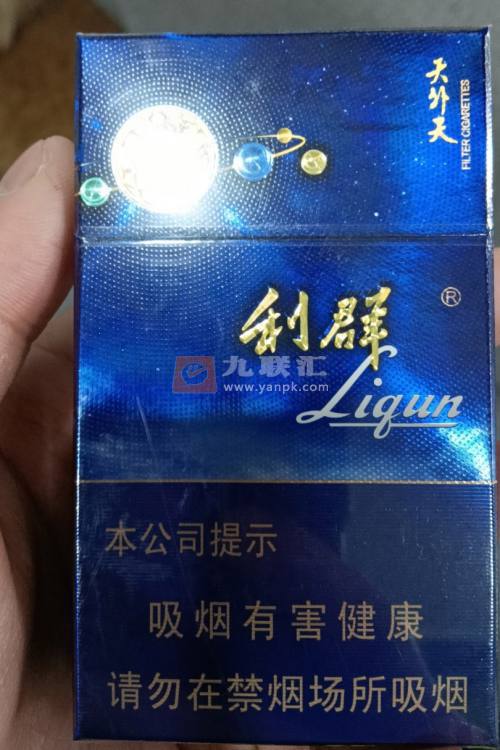 天外天
FILTER CIGARETTES
利群
®
Liqun
九联汇
www.yanpk.com
本公司提示
吸烟有害健康
请勿在禁烟场所吸烟